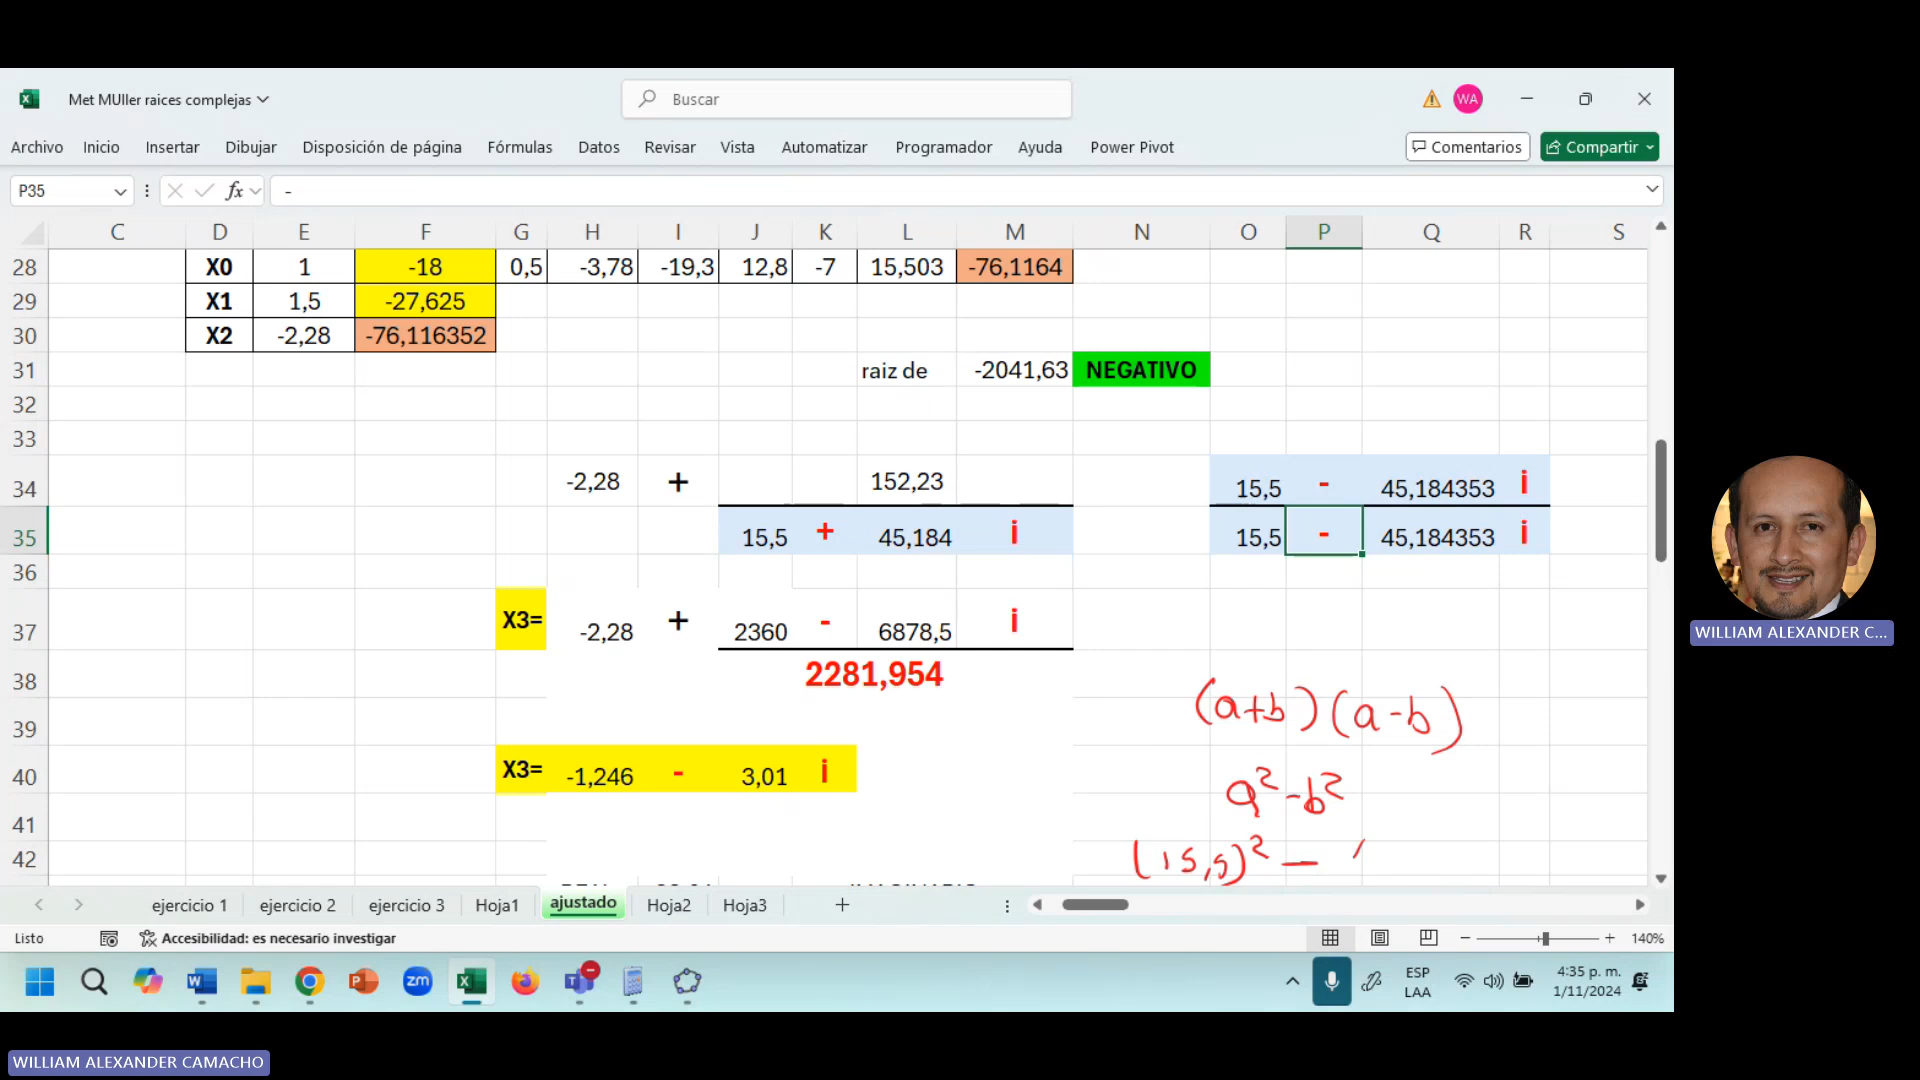 Met MUller raices complejas
Buscar
WA
Archivo Inicio Insertar Dibujar Disposición de página Fórmulas Datos Revisar Vista Automatizar Programador Ayuda Power Pivot
Comentarios Compartir
P35 fx -
C D E F G H I J K L M N O P Q R S
28 X0 1 -18 0,5 -3,78 -19,3 12,8 -7 15,503 -76,1164
29 X1 1,5 -27,625
30 X2 -2,28 -76,116352
31 raiz de -2041,63 NEGATIVO
32
33
34 -2,28 + 152,23 15,5 - 45,184353 i
35 15,5 + 45,184 i 15,5 - 45,184353 i
36
37 X3= -2,28 + 2360 - 6878,5 i
38 2281,954
(a+b)(a-b)
39
40 X3= -1,246 - 3,01 i
a²-b²
41
42 (15,5)² —
ejercicio 1 ejercicio 2 ejercicio 3 Hoja1 ajustado Hoja2 Hoja3
Listo Accesibilidad: es necesario investigar 140%
zm
ESP
LAA
4:35 p. m.
1/11/2024
WILLIAM ALEXANDER C...
WILLIAM ALEXANDER CAMACHO